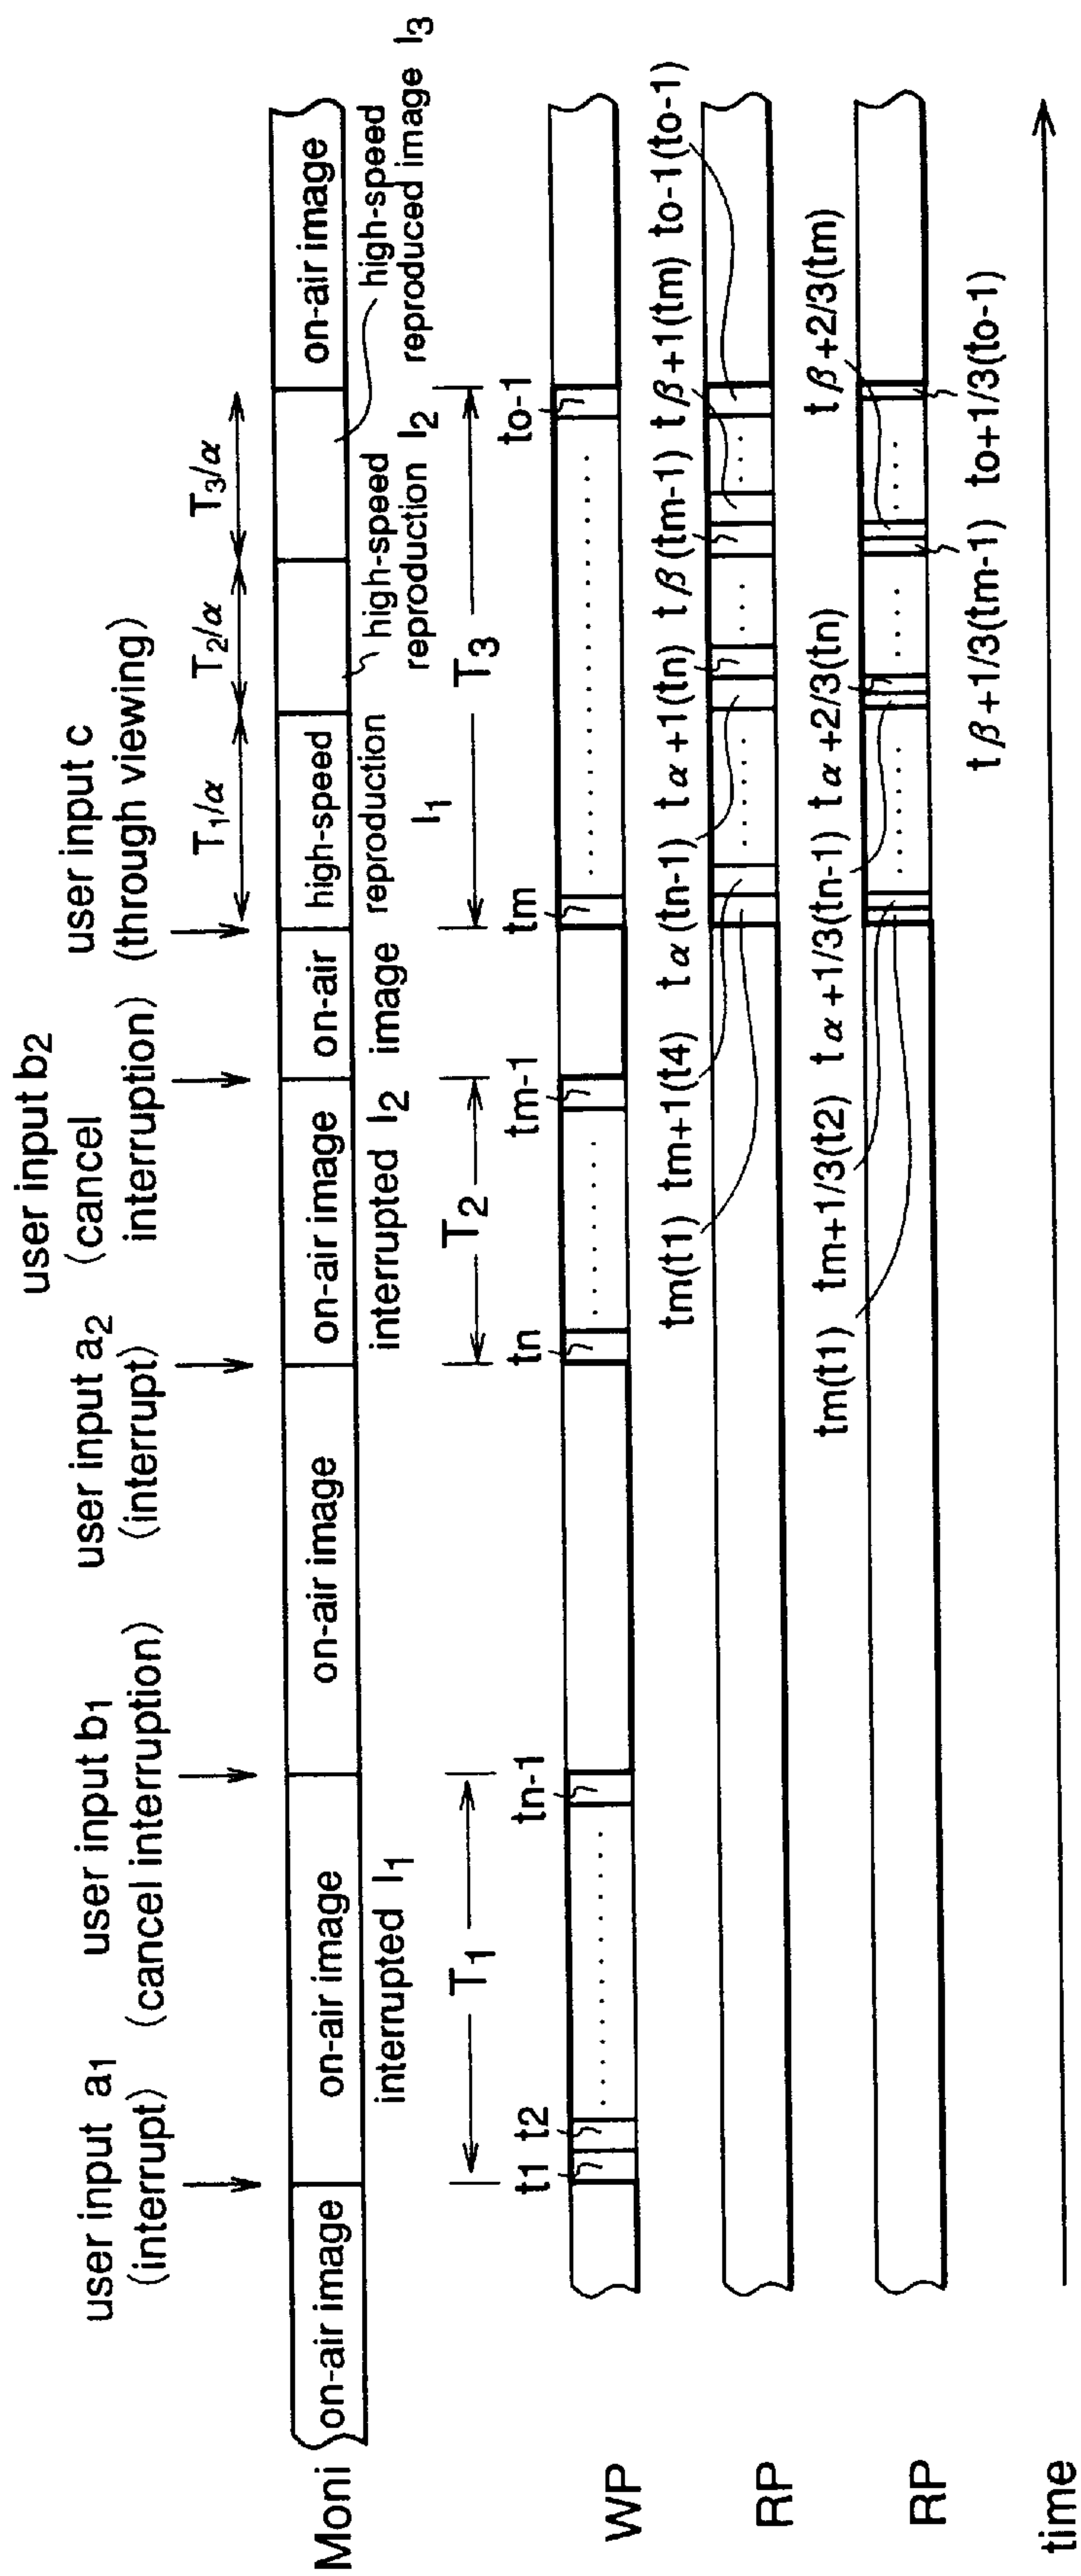 user input a1
(interrupt)
user input b1
(cancel interruption)
user input a2
(interrupt)
user input b2
(cancel
interruption)
user input c
(through viewing)
T1/α
T2/α
T3/α
Moni
on-air image
on-air image
interrupted I1
on-air image
on-air image
interrupted I2
on-air
image
high-speed
reproduction
I1
high-speed
reproduction I2
high-speed
reproduced image I3
on-air image
T1
T2
T3
WP
t1 t2
tn-1
tn
tm-1
tm
to-1
RP
tm(t1) tm+1(t4) tα(tn-1) tα+1(tn) tβ(tm-1) tβ+1(tm) to-1(to-1)
RP
tm(t1) tm+1/3(t2) tα+1/3(tn-1) tα+2/3(tn)
tβ+2/3(tm)
tβ+1/3(tm-1) to+1/3(to-1)
time